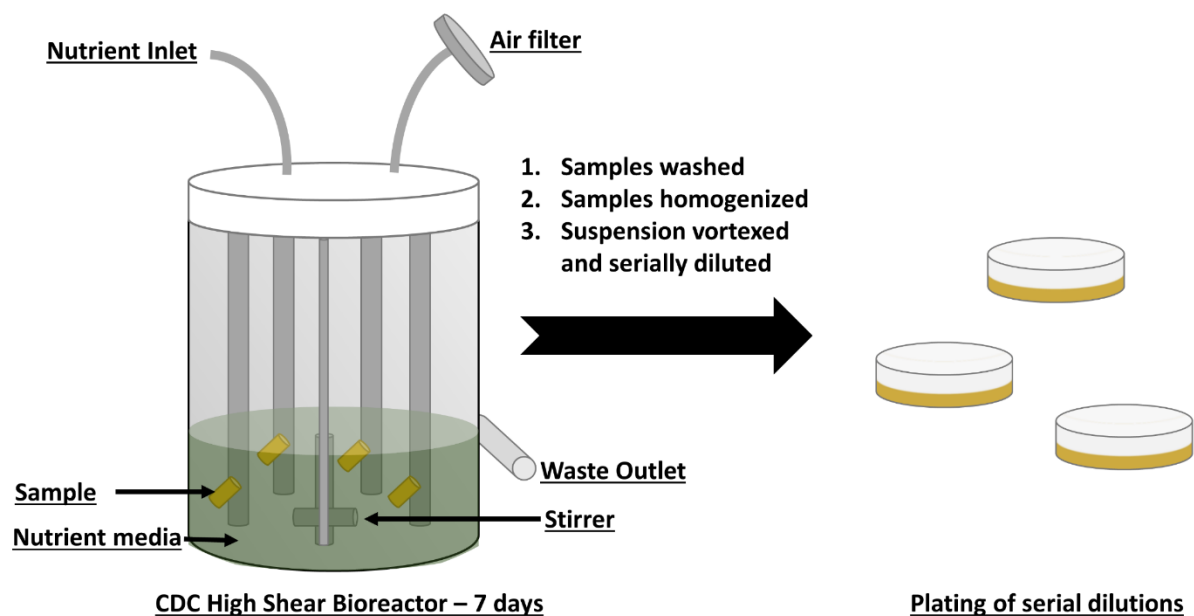 Nutrient Inlet
Air filter
1. Samples washed
2. Samples homogenized
3. Suspension vortexed
and serially diluted
Waste Outlet
Sample
Stirrer
Nutrient media
CDC High Shear Bioreactor – 7 days
Plating of serial dilutions